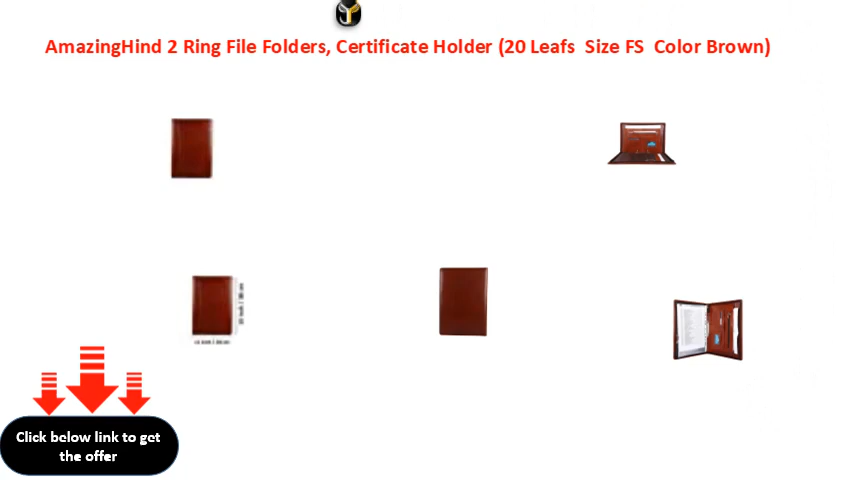 AmazingHind 2 Ring File Folders, Certificate Holder (20 Leafs  Size FS  Color Brown)
Click below link to get
the offer